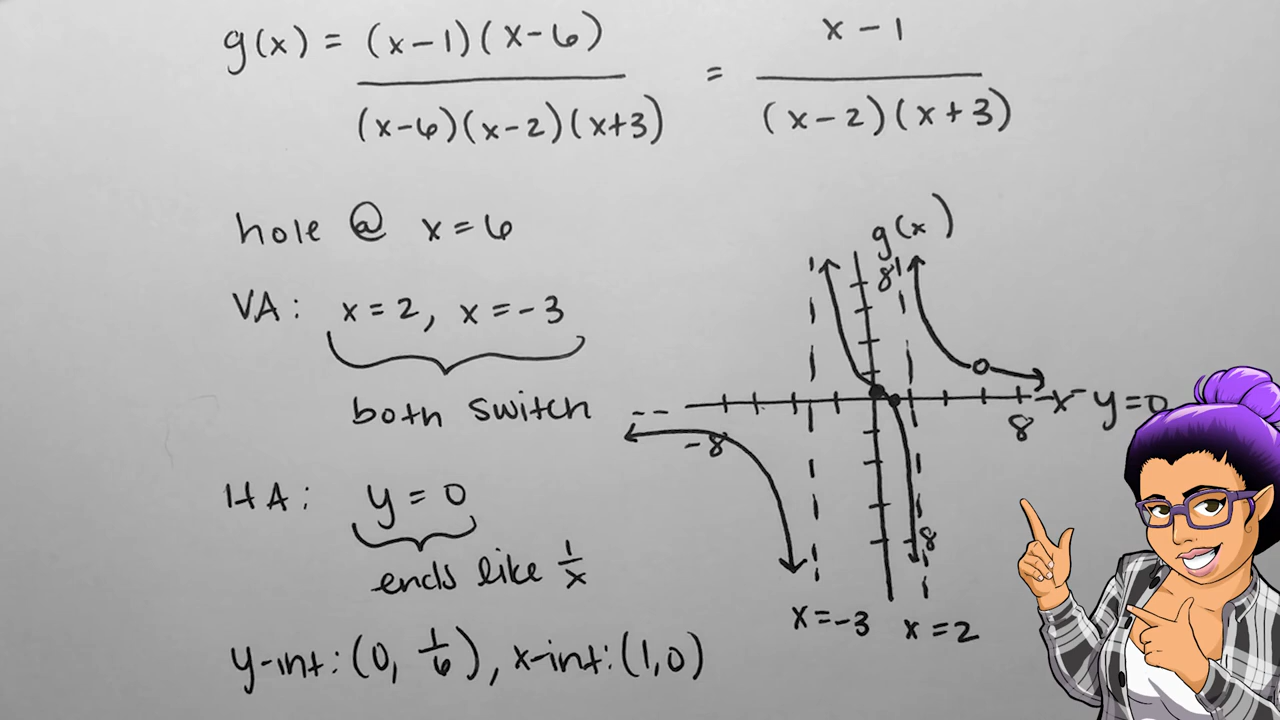 g(x) = (x-1)(x-6) / (x-6)(x-2)(x+3) = x-1 / (x-2)(x+3)
hole @ x=6
VA: x=2, x=-3
both switch
HA: y=0
ends like 1/x
y-int: (0, 1/6), x-int: (1,0)
g(x)
8
-8
8
x
y=0
8
x=-3
x=2